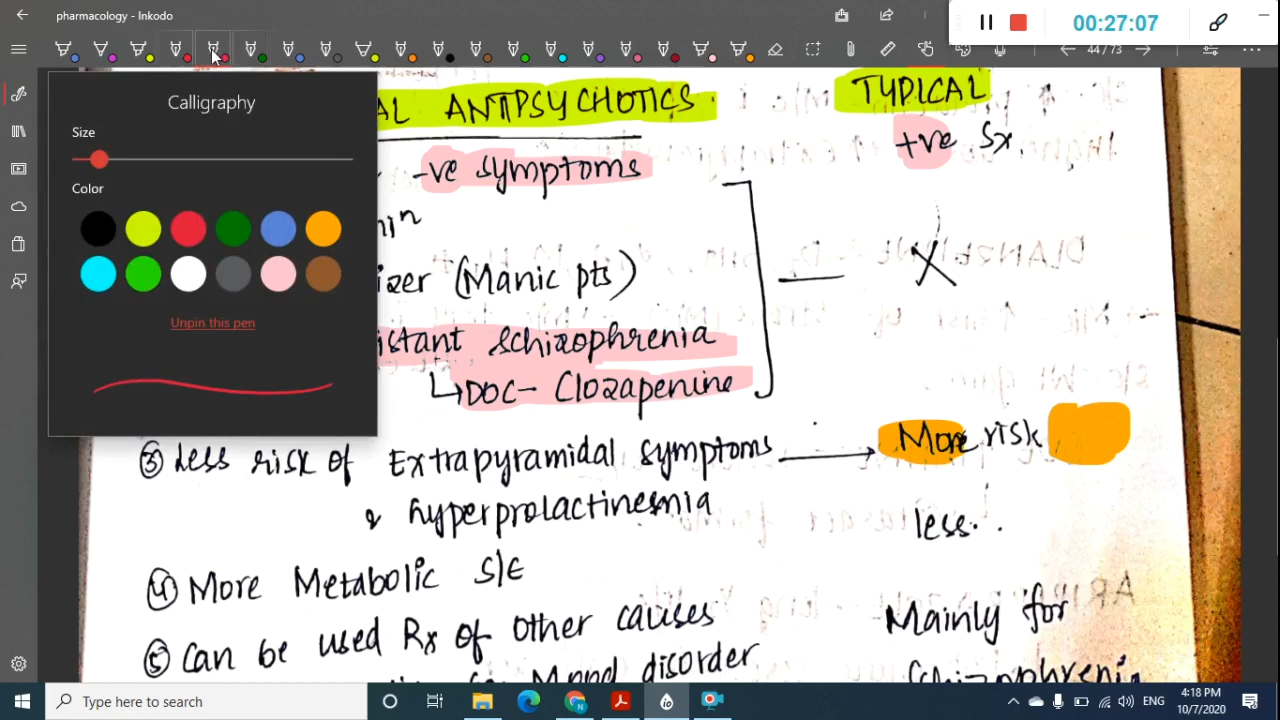 pharmacology - Inkodo
00:27:07
44 / 73
Calligraphy
Size
Color
Unpin this pen
AL ANTIPSYCHOTICS
TYPICAL
-ve symptoms
+ve Sx.
izer (Manic pts)
X
istant Schizophrenia
↳DOC- Clozapenine
③ Less risk of Extrapyramidal symptoms → More risk
& hyperprolactinesmia
less.
④ More Metabolic S/E
⑤ Can be used Rx of other causes
Mainly for
Mood disorder
Schizophrenia
Type here to search
ENG
4:18 PM
10/7/2020